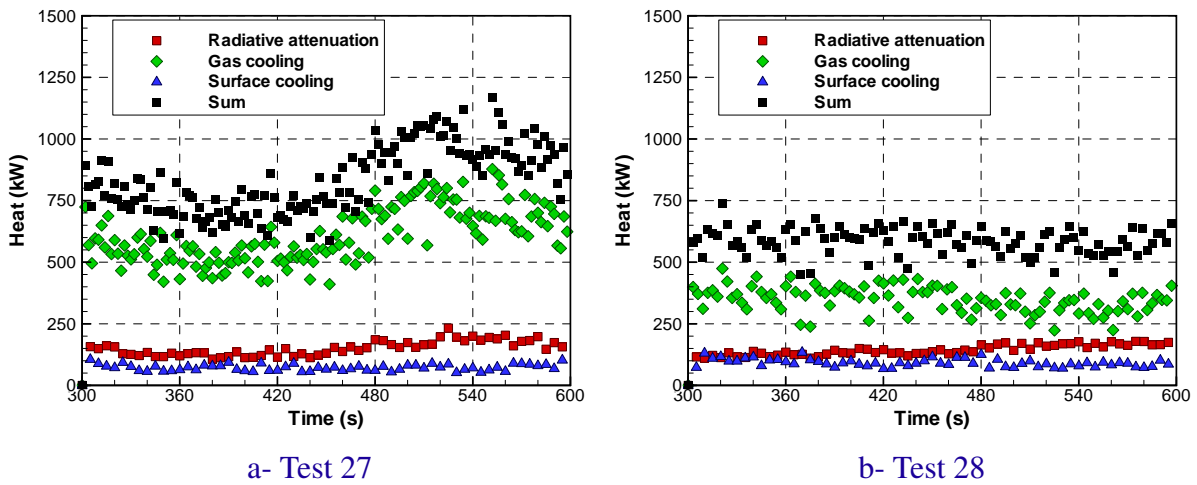 Heat (kW)
1500
1250
1000
750
500
250
0
Radiative attenuation
Gas cooling
Surface cooling
Sum
300
360
420
480
540
600
Time (s)
a- Test 27
Heat (kW)
1500
1250
1000
750
500
250
0
Radiative attenuation
Gas cooling
Surface cooling
Sum
300
360
420
480
540
600
Time (s)
b- Test 28